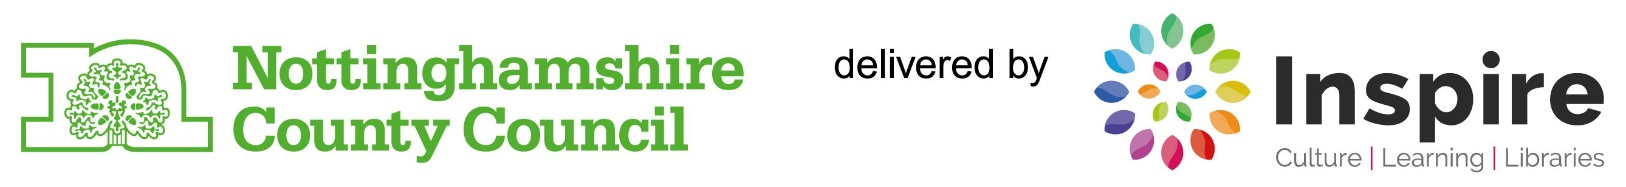 Nottinghamshire
County Council
delivered by
Inspire
Culture | Learning | Libraries